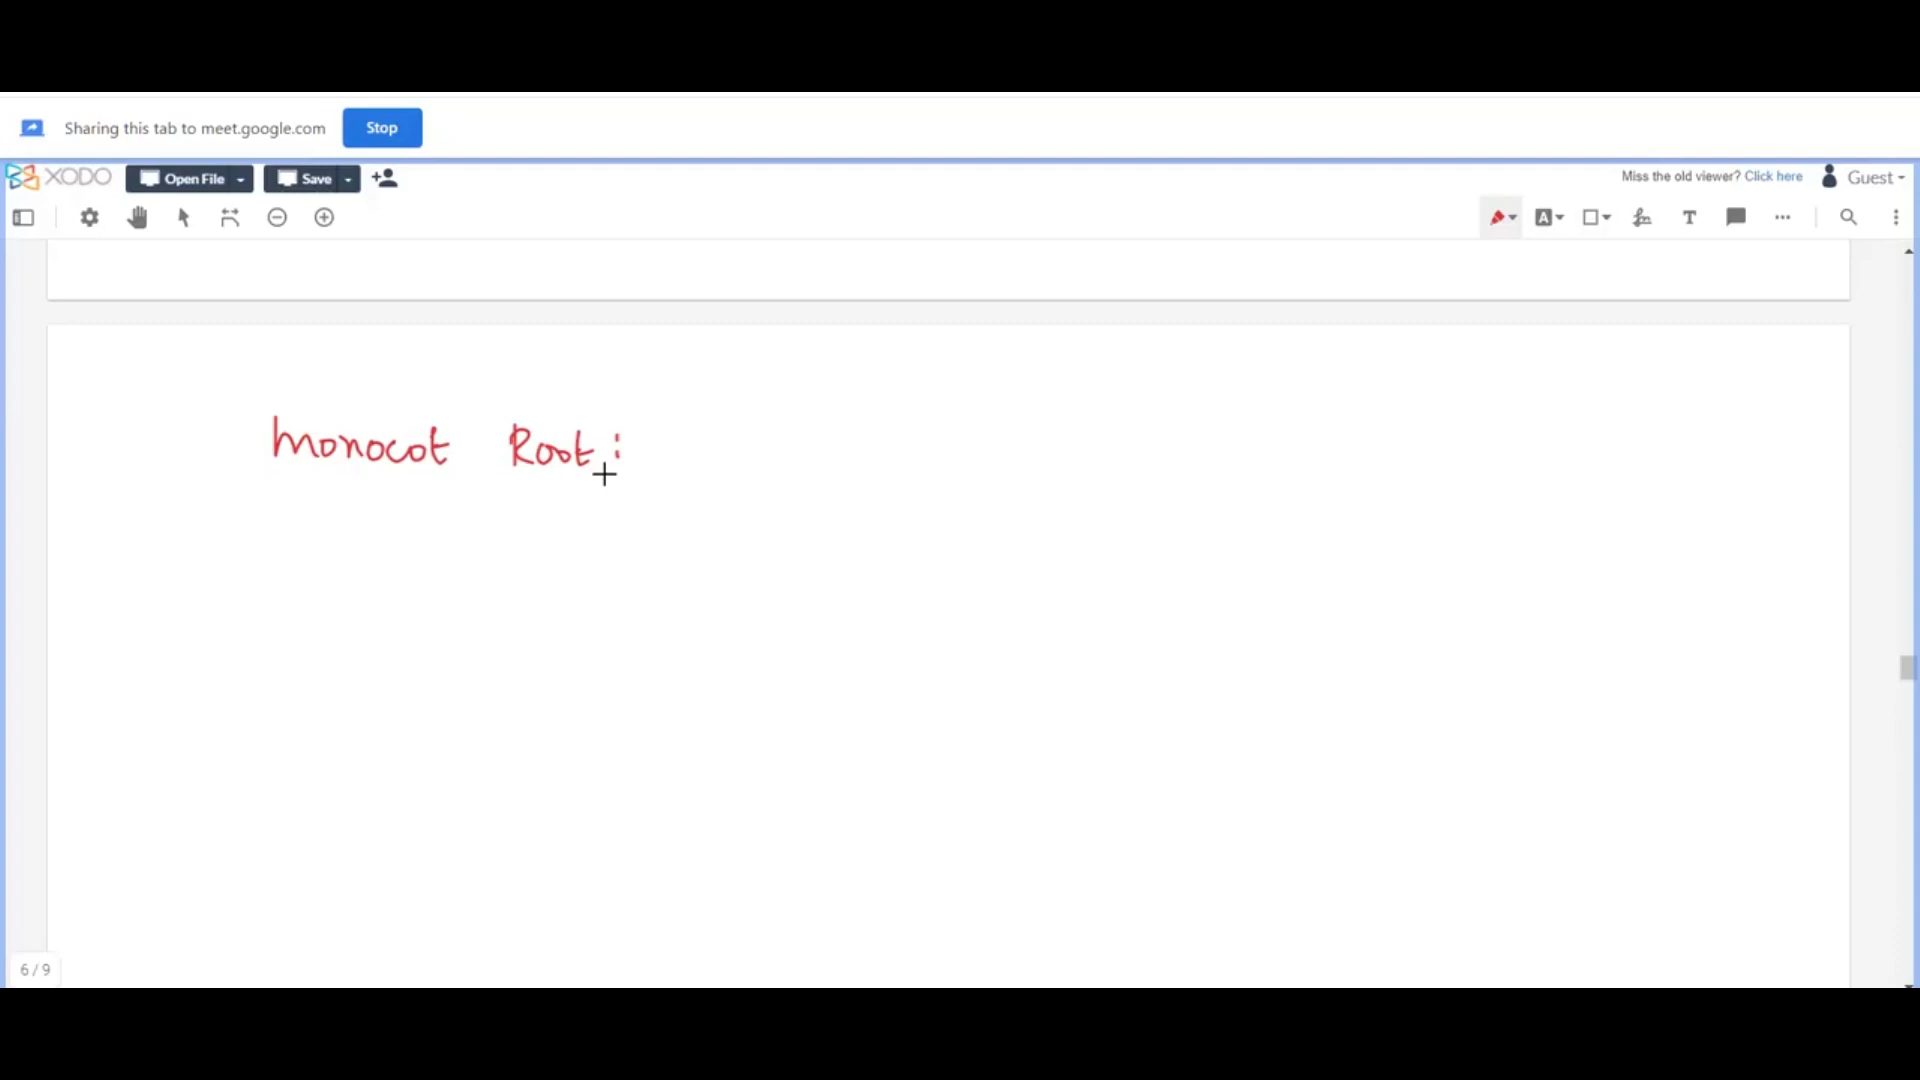 Sharing this tab to meet.google.com Stop
XODO Open File Save Miss the old viewer? Click here Guest
A T
Monocot Root :
6 / 9